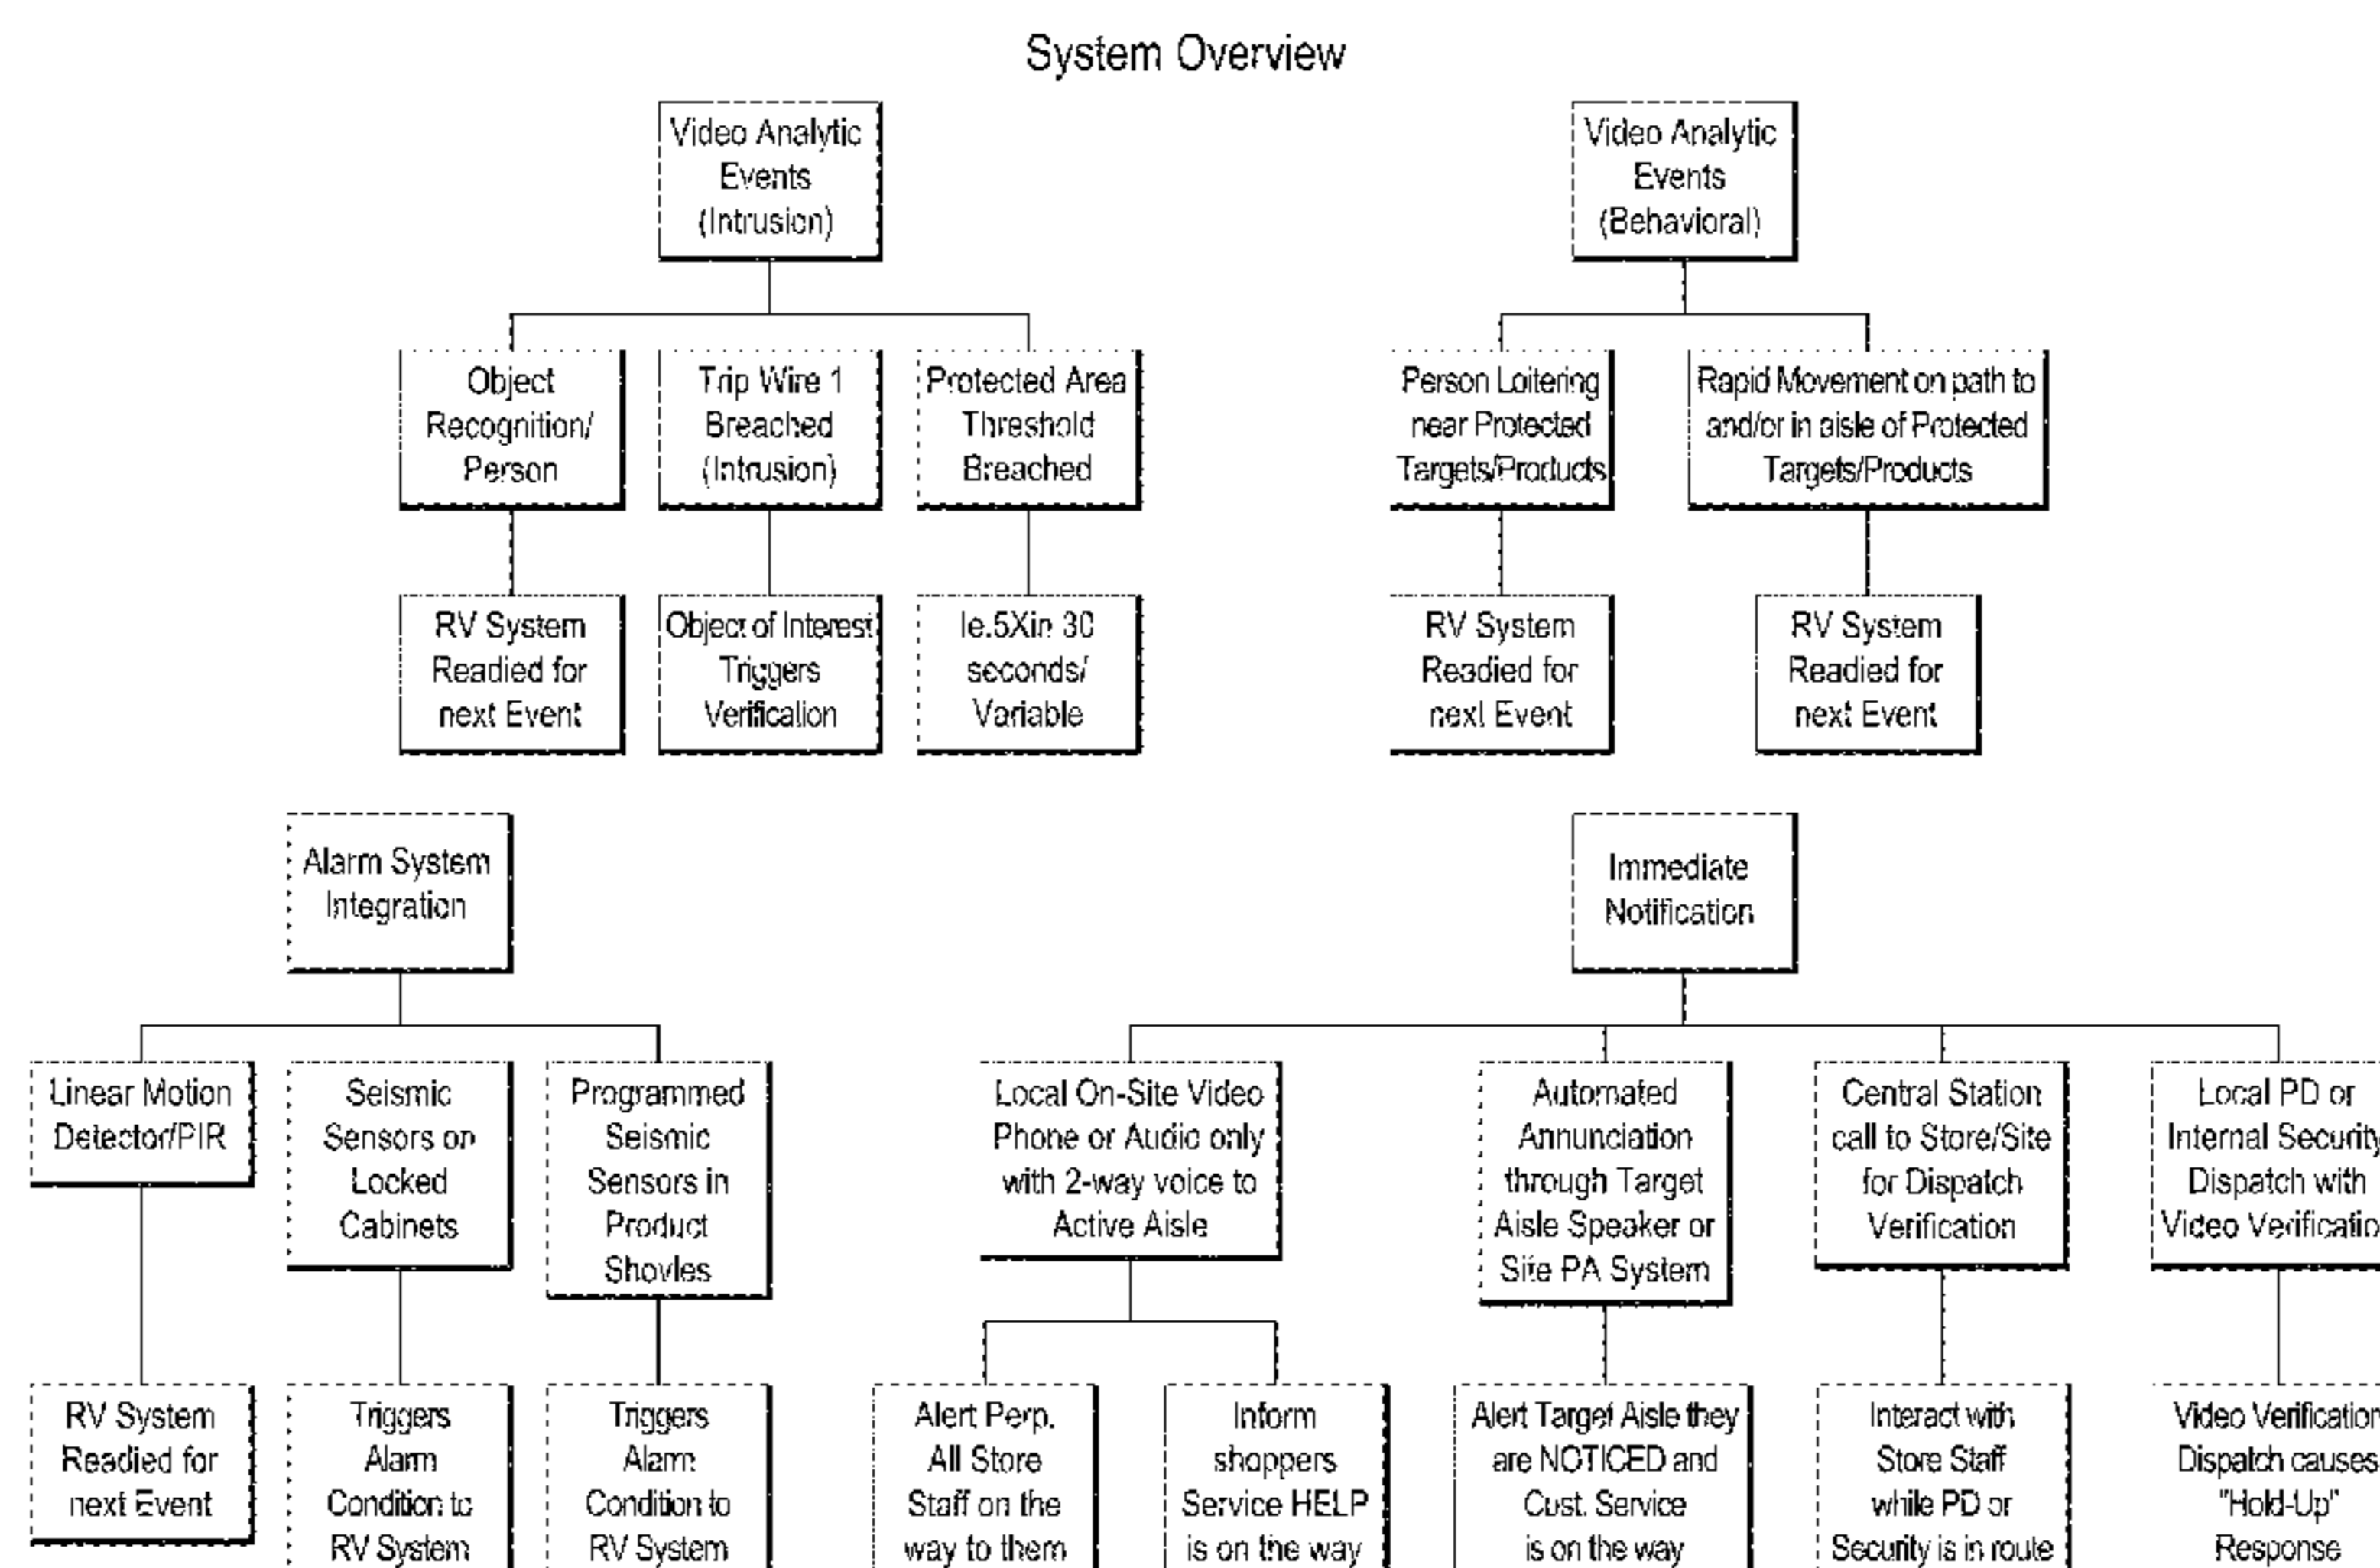 System Overview
Video Analytic
Events
(Intrusion)
Video Analytic
Events
(Behavioral)
Object
Recognition/
Person
Trip Wire 1
Breached
(Intrusion)
Protected Area
Threshold
Breached
Person Loitering
near Protected
Targets/Products
Rapid Movement on path to
and/or in aisle of Protected
Targets/Products
RV System
Readied for
next Event
Object of Interest
Triggers
Verification
Ie.5Xin 30
seconds/
Variable
RV System
Readied for
next Event
RV System
Readied for
next Event
Alarm System
Integration
Immediate
Notification
Linear Motion
Detector/PIR
Seismic
Sensors on
Locked
Cabinets
Programmed
Seismic
Sensors in
Product
Shovles
Local On-Site Video
Phone or Audio only
with 2-way voice to
Active Aisle
Automated
Annunciation
through Target
Aisle Speaker or
Site PA System
Central Station
call to Store/Site
for Dispatch
Verification
Local PD or
Internal Security
Dispatch with
Video Verificatio
RV System
Readied for
next Event
Triggers
Alarm
Condition to
RV System
Triggers
Alarm
Condition to
RV System
Alert Perp.
All Store
Staff on the
way to them
Inform
shoppers
Service HELP
is on the way
Alert Target Aisle they
are NOTICED and
Cust. Service
is on the way
Interact with
Store Staff
while PD or
Security is in route
Video Verification
Dispatch causes
"Hold-Up"
Response